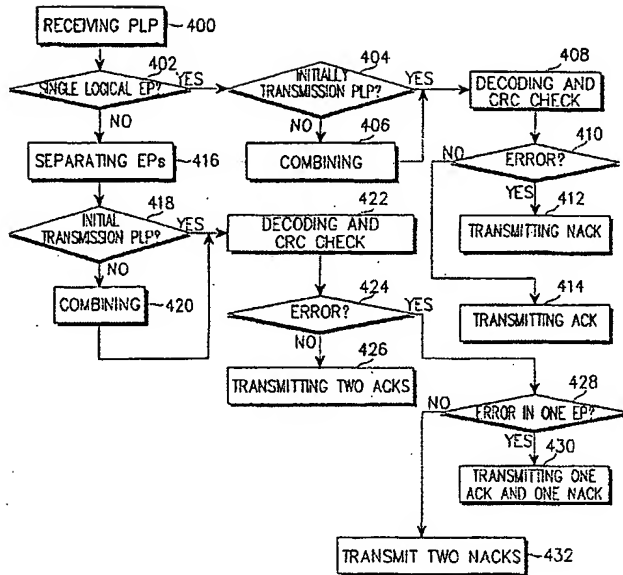 RECEIVING PLP
400
402
SINGLE LOGICAL EP?
YES
NO
404
INITIALLY
TRANSMISSION PLP?
YES
NO
406
COMBINING
408
DECODING AND
CRC CHECK
410
ERROR?
NO
YES
412
TRANSMITTING NACK
414
TRANSMITTING ACK
SEPARATING EPs
416
418
INITIAL
TRANSMISSION PLP?
YES
NO
COMBINING
420
422
DECODING AND
CRC CHECK
424
ERROR?
YES
NO
426
TRANSMITTING TWO ACKS
428
ERROR IN ONE EP?
NO
YES
430
TRANSMITTING ONE
ACK AND ONE NACK
TRANSMIT TWO NACKS
432